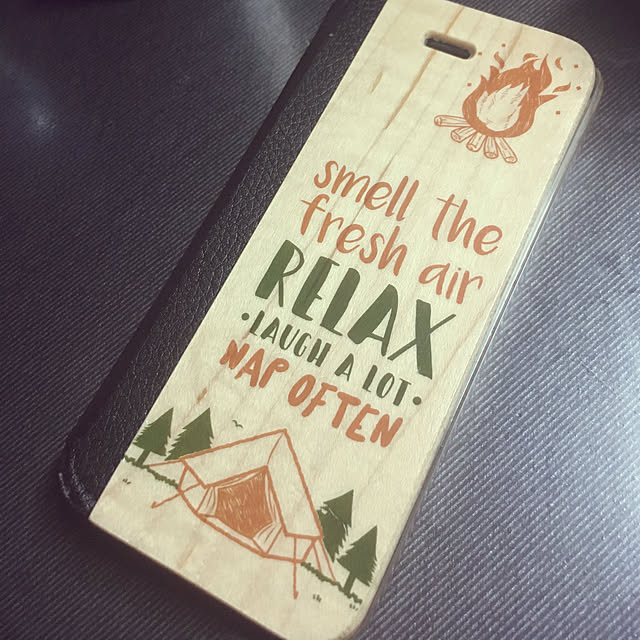 smell the
fresh air
RELAX
• LAUGH A LOT •
NAP OFTEN